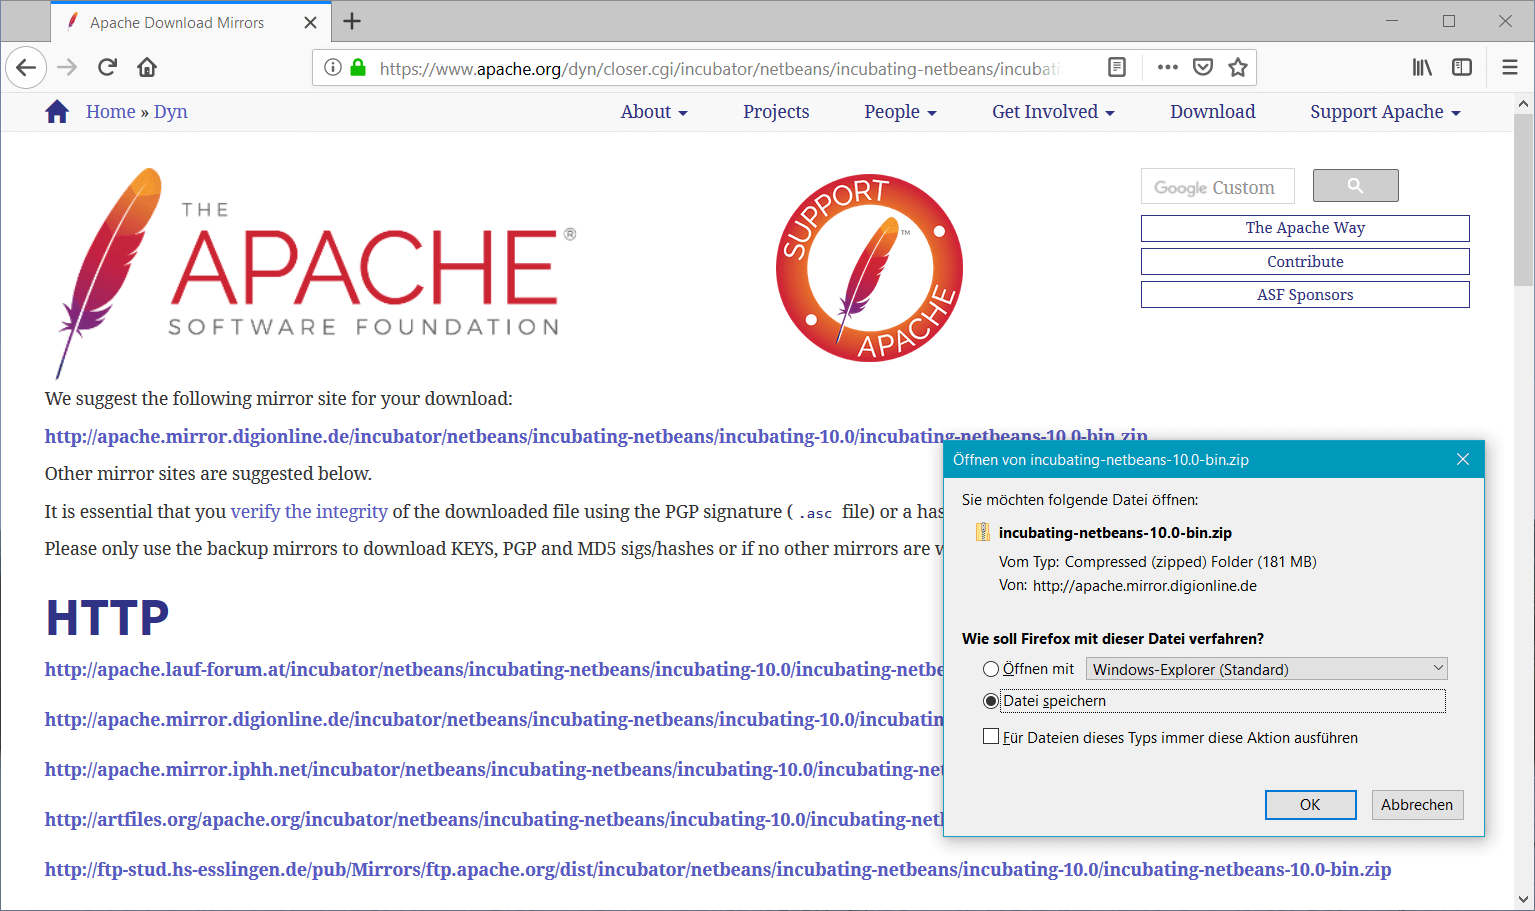 Apache Download Mirrors
https://www.apache.org/dyn/closer.cgi/incubator/netbeans/incubating-netbeans/incubati
Home » Dyn
About
Projects
People
Get Involved
Download
Support Apache
THE
APACHE®
SOFTWARE FOUNDATION
SUPPORT
™
APACHE
Google Custom
The Apache Way
Contribute
ASF Sponsors
We suggest the following mirror site for your download:
http://apache.mirror.digionline.de/incubator/netbeans/incubating-netbeans/incubating-10.0/incubating-netbeans-10.0-bin.zip
Other mirror sites are suggested below.
It is essential that you verify the integrity of the downloaded file using the PGP signature ( .asc file) or a has
Please only use the backup mirrors to download KEYS, PGP and MD5 sigs/hashes or if no other mirrors are w
HTTP
http://apache.lauf-forum.at/incubator/netbeans/incubating-netbeans/incubating-10.0/incubating-netbe
http://apache.mirror.digionline.de/incubator/netbeans/incubating-netbeans/incubating-10.0/incubatin
http://apache.mirror.iphh.net/incubator/netbeans/incubating-netbeans/incubating-10.0/incubating-net
http://artfiles.org/apache.org/incubator/netbeans/incubating-netbeans/incubating-10.0/incubating-netb
http://ftp-stud.hs-esslingen.de/pub/Mirrors/ftp.apache.org/dist/incubator/netbeans/incubating-netbeans/incubating-10.0/incubating-netbeans-10.0-bin.zip
Öffnen von incubating-netbeans-10.0-bin.zip
Sie möchten folgende Datei öffnen:
incubating-netbeans-10.0-bin.zip
Vom Typ: Compressed (zipped) Folder (181 MB)
Von: http://apache.mirror.digionline.de
Wie soll Firefox mit dieser Datei verfahren?
Öffnen mit
Windows-Explorer (Standard)
Datei speichern
Für Dateien dieses Typs immer diese Aktion ausführen
OK
Abbrechen